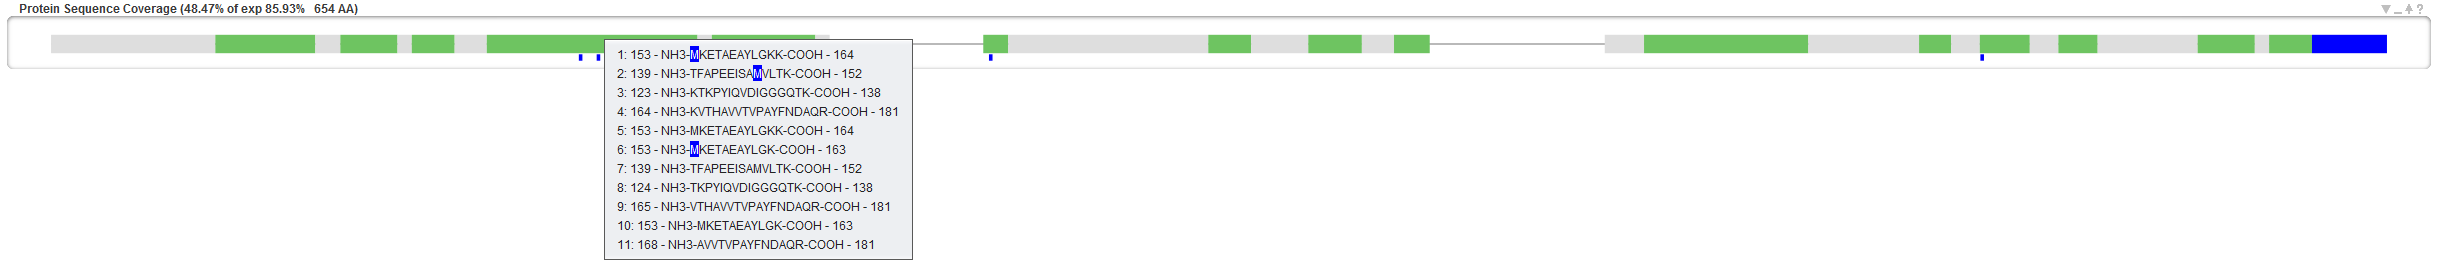 Protein Sequence Coverage (48.47% of exp 85.93%   654 AA)
?
1: 153 - NH3-MKETAEAYLGKK-COOH - 164
2: 139 - NH3-TFAPEEISAMVLTK-COOH - 152
3: 123 - NH3-KTKPYIQVDIGGGQTK-COOH - 138
4: 164 - NH3-KVTHAVVTVPAYFNDAQR-COOH - 181
5: 153 - NH3-MKETAEAYLGKK-COOH - 164
6: 153 - NH3-MKETAEAYLGK-COOH - 163
7: 139 - NH3-TFAPEEISAMVLTK-COOH - 152
8: 124 - NH3-TKPYIQVDIGGGQTK-COOH - 138
9: 165 - NH3-VTHAVVTVPAYFNDAQR-COOH - 181
10: 153 - NH3-MKETAEAYLGK-COOH - 163
11: 168 - NH3-AVVTVPAYFNDAQR-COOH - 181